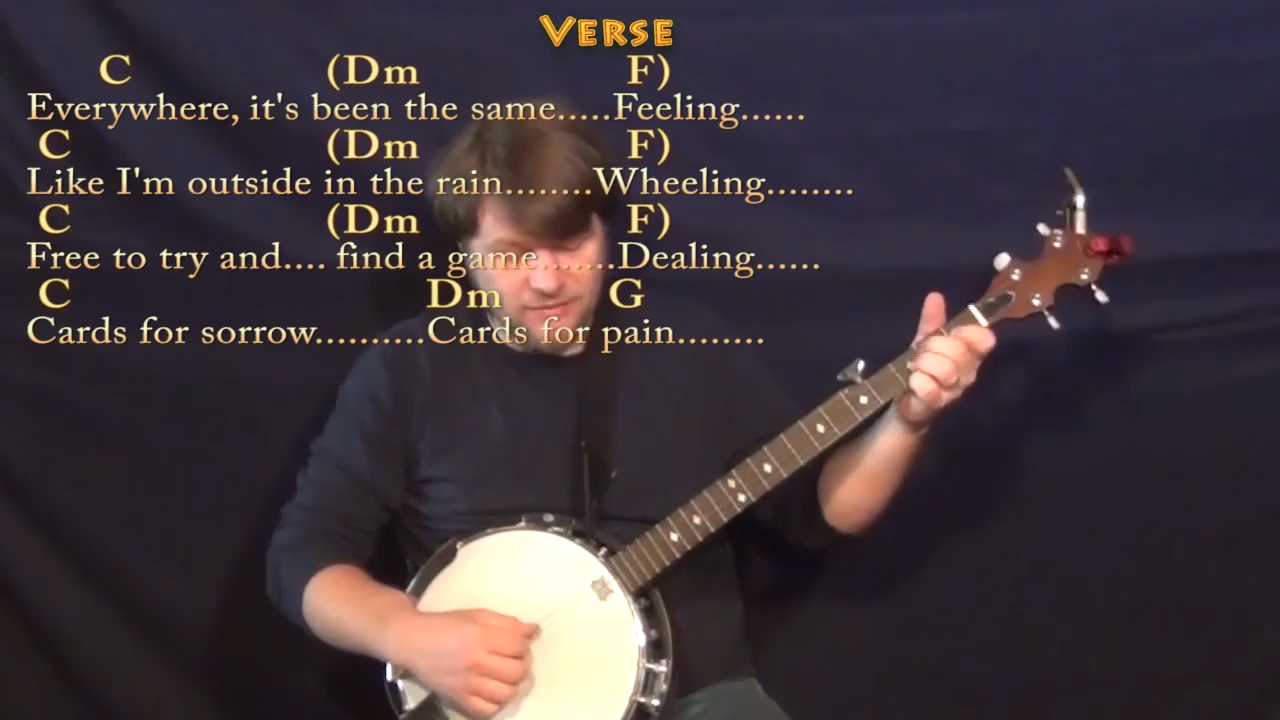 VERSE
C (Dm F)
Everywhere, it's been the same.....Feeling......
C (Dm F)
Like I'm outside in the rain........Wheeling........
C (Dm F)
Free to try and.... find a game.......Dealing......
C Dm G
Cards for sorrow..........Cards for pain........